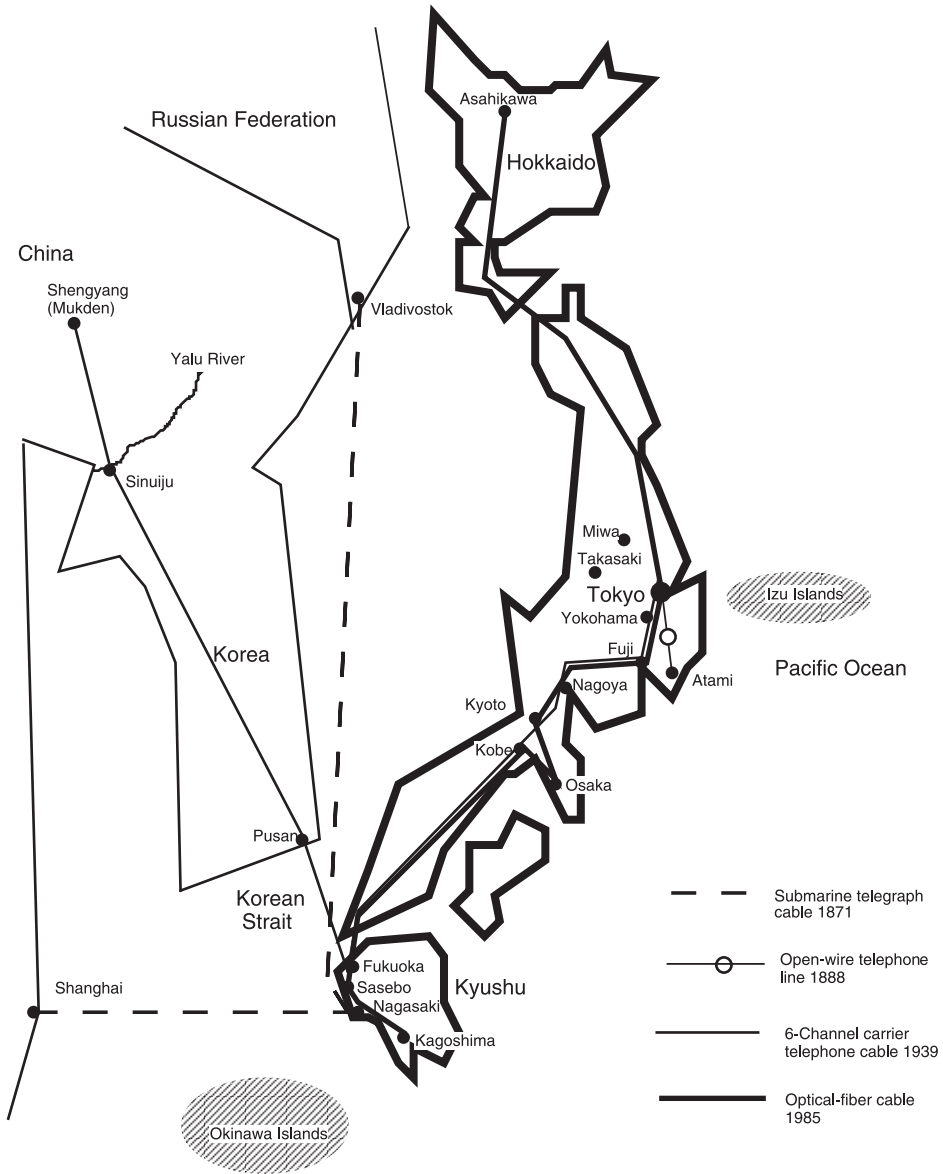 Asahikawa
Russian Federation
Hokkaido
China
Shengyang
(Mukden)
Vladivostok
Yalu River
Sinuiju
Miwa
Takasaki
Tokyo
Izu Islands
Yokohama
Korea
Fuji
Pacific Ocean
Nagoya
Atami
Kyoto
Kobe
Osaka
Pusan
Korean
Strait
Submarine telegraph
cable 1871
Fukuoka
Open-wire telephone
line 1888
Sasebo
Kyushu
Shanghai
Nagasaki
Kagoshima
6-Channel carrier
telephone cable 1939
Optical-fiber cable
1985
Okinawa Islands